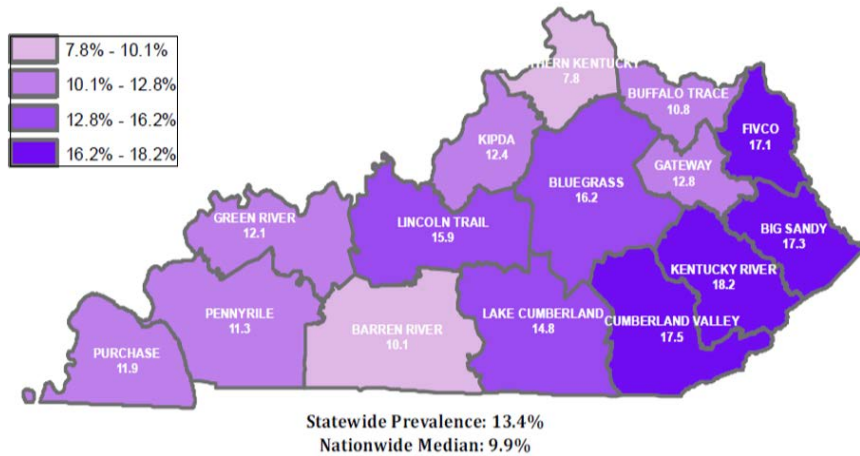 7.8% - 10.1%
10.1% - 12.8%
12.8% - 16.2%
16.2% - 18.2%
THERN KENTUCKY
7.8
BUFFALO TRACE
10.8
FIVCO
17.1
KIPDA
12.4
GATEWAY
12.8
BLUEGRASS
16.2
GREEN RIVER
12.1
LINCOLN TRAIL
15.9
BIG SANDY
17.3
KENTUCKY RIVER
18.2
PENNYRILE
11.3
LAKE CUMBERLAND
14.8
CUMBERLAND VALLEY
17.5
BARREN RIVER
10.1
PURCHASE
11.9
Statewide Prevalence: 13.4%
Nationwide Median: 9.9%